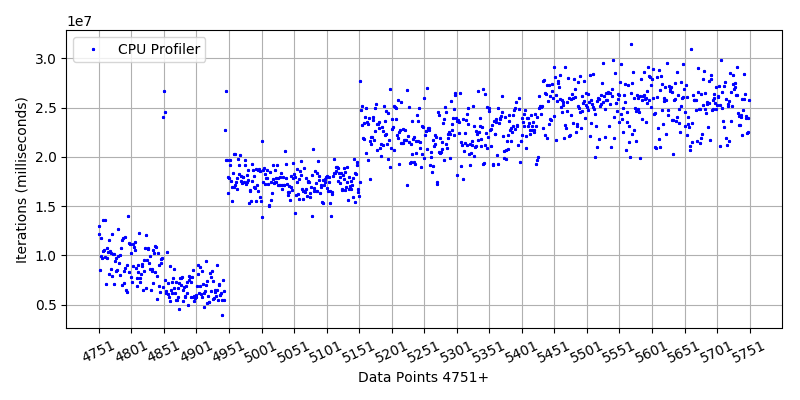 1e7
CPU Profiler
3.0
2.5
2.0
1.5
1.0
0.5
Iterations (milliseconds)
4751 4801 4851 4901 4951 5001 5051 5101 5151 5201 5251 5301 5351 5401 5451 5501 5551 5601 5651 5701 5751
Data Points 4751+